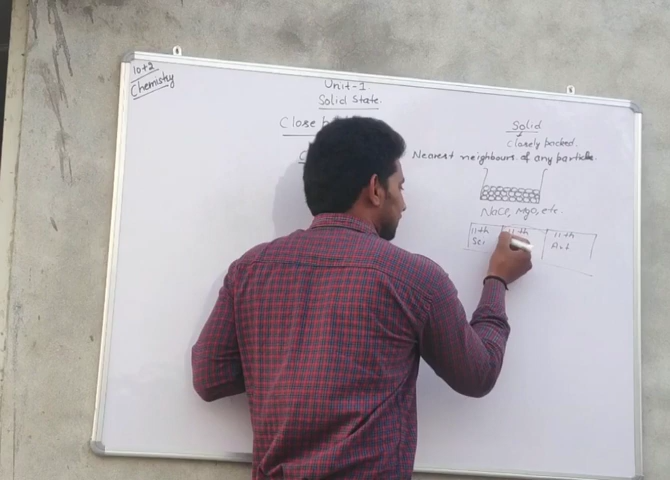 10+2
Chemistry
Unit-1
Solid State.
Close
Solid
closely packed.
Nearest neighbours of any particle.
NaCl, MgO, etc.
11th 11th 11th
Sci Art